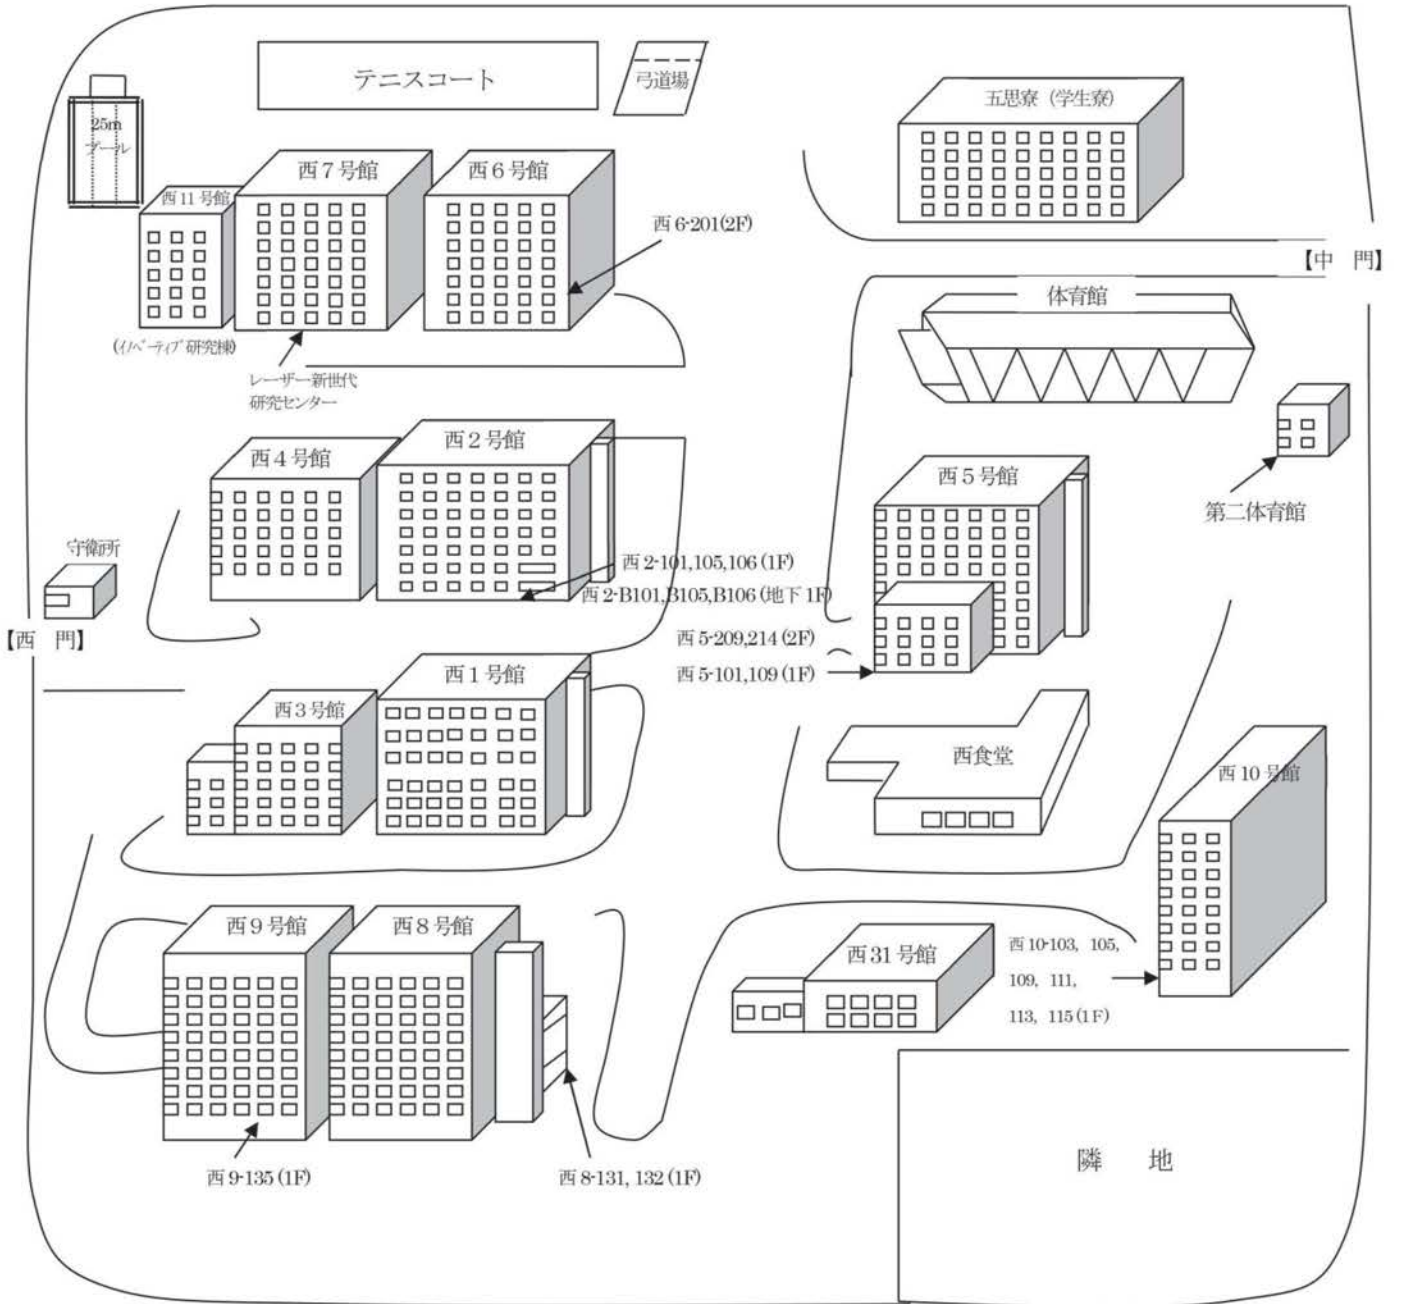 テニスコート
弓道場
25m
プール
五思寮（学生寮）
西7号館
西6号館
西11号館
西6-201(2F)
【中　門】
体育館
(イノベーティブ研究棟)
レーザー新世代
研究センター
西2号館
西4号館
西5号館
第二体育館
守衛所
西2-101,105,106 (1F)
西2-B101,B105,B106 (地下1F)
【西　門】
西5-209,214 (2F)
西5-101,109 (1F)
西1号館
西3号館
西食堂
西10号館
西9号館
西8号館
西31号館
西10-103, 105,
109, 111,
113, 115 (1F)
西9-135 (1F)
西8-131, 132 (1F)
隣　地